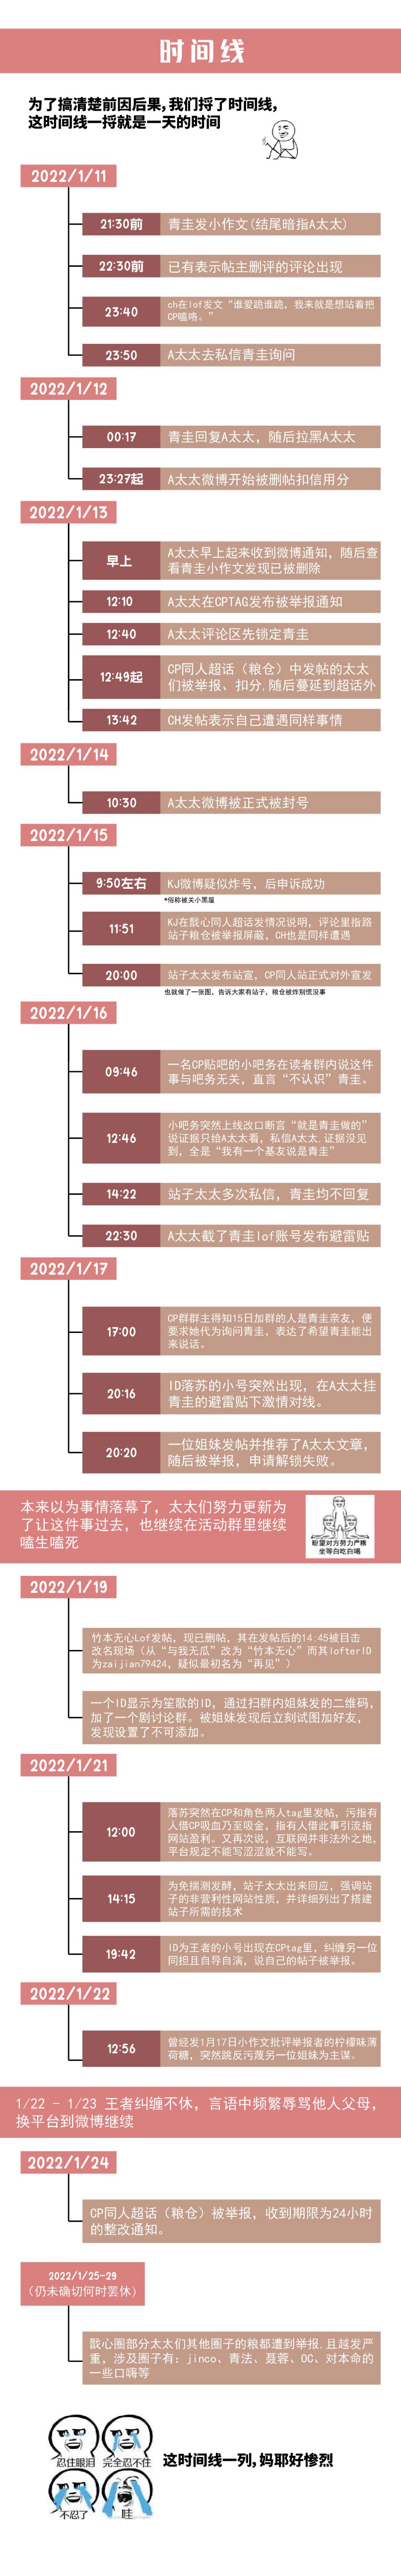 时间线
为了搞清楚前因后果,我们捋了时间线,
这时间线一捋就是一天的时间
2022/1/11
21:30前
青圭发小作文(结尾暗指A太太)
22:30前
已有表示帖主删评的评论出现
23:40
ch在lof发文“谁爱跪谁跪, 我来就是想站着把
CP嗑咯。”
23:50
A太太去私信青圭询问
2022/1/12
00:17
青圭回复A太太, 随后拉黑A太太
23:27起
A太太微博开始被删帖扣信用分
2022/1/13
早上
A太太早上起来收到微博通知, 随后查
看青圭小作文发现已被删除
12:10
A太太在CPTAG发布被举报通知
12:40
A太太评论区先锁定青圭
12:49起
CP同人超话（粮仓）中发帖的太太
们被举报、扣分,随后蔓延到超话外
13:42
CH发帖表示自己遭遇同样事情
2022/1/14
10:30
A太太微博被正式被封号
2022/1/15
9:50左右
KJ微博疑似炸号, 后申诉成功
*俗称被关小黑屋
11:51
KJ在戬心同人超话发情况说明, 评论里指路
站子粮仓被举报屏蔽, CH也是同样遭遇
20:00
站子太太发布站宣, CP同人站正式对外宣发
也就做了一张图, 告诉大家有站子, 粮仓被炸别慌没事
2022/1/16
09:46
一名CP贴吧的小吧务在读者群内说这件
事与吧务无关, 直言“不认识”青圭。
12:46
小吧务突然上线改口断言“就是青圭做的”
说证据只给A太太看, 私信A太太,证据没见
到, 全是“我有一个基友说是青圭”
14:22
站子太太多次私信, 青圭均不回复
22:30
A太太截了青圭lof账号发布避雷贴
2022/1/17
17:00
CP群群主得知15日加群的人是青圭亲友, 便
要求她代为询问青圭, 表达了希望青圭能出
来说话。
20:16
ID落苏的小号突然出现, 在A太太挂
青圭的避雷贴下激情对线。
20:20
一位姐妹发帖并推荐了A太太文章,
随后被举报, 申请解锁失败。
本来以为事情落幕了, 太太们努力更新为
了让这件事过去, 也继续在活动群里继续
嗑生嗑死
盼望对方努力产粮
坐等白吃白喝
2022/1/19
竹本无心Lof发帖, 现已删帖, 其在发帖后的14:45被目击
改名现场（从“与我无瓜”改为“竹本无心”而其lofterID
为zaijian79424, 疑似最初名为“再见”）
一个ID显示为笙歌的ID, 通过扫群内姐妹发的二维码,
加了一个剧讨论群。被姐妹发现后立刻试图加好友,
发现设置了不可添加。
2022/1/21
12:00
落苏突然在CP和角色两人tag里发帖, 污指有
人借CP吸血乃至吸金, 指有人借此事引流指
网站盈利。又再次说, 互联网并非法外之地,
平台规定不能写涩涩就不能写。
14:15
为免揣测发酵, 站子太太出来回应, 强调站
子的非营利性网站性质, 并详细列出了搭建
站子所需的技术
19:42
ID为王者的小号出现在CPtag里, 纠缠另一位
同担且自导自演, 说自己的帖子被举报。
2022/1/22
12:56
曾经发1月17日小作文批评举报者的柠檬味薄
荷糖, 突然跳反污蔑另一位姐妹为主谋。
1/22 - 1/23 王者纠缠不休, 言语中频繁辱骂他人父母,
换平台到微博继续
2022/1/24
CP同人超话（粮仓）被举报, 收到期限为24小时
的整改通知。
2022/1/25-29
（仍未确切何时罢休)
戬心圈部分太太们其他圈子的粮都遭到举报,且越发严
重, 涉及圈子有: jinco、青法、聂蓉、OC、对本命的
一些口嗨等
忍住眼泪 完全忍不住
不忍了 哇
这时间线一列,妈耶好惨烈